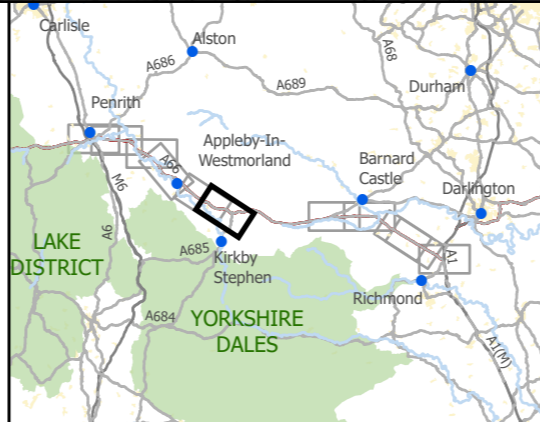 Carlisle
Alston
A68
A686
A689
Durham
Penrith
Appleby-In-
Westmorland
A66
Barnard
Castle
Darlington
M6
A6
LAKE
DISTRICT
A685
Kirkby
Stephen
A1
Richmond
A684
YORKSHIRE
DALES
A1(M)